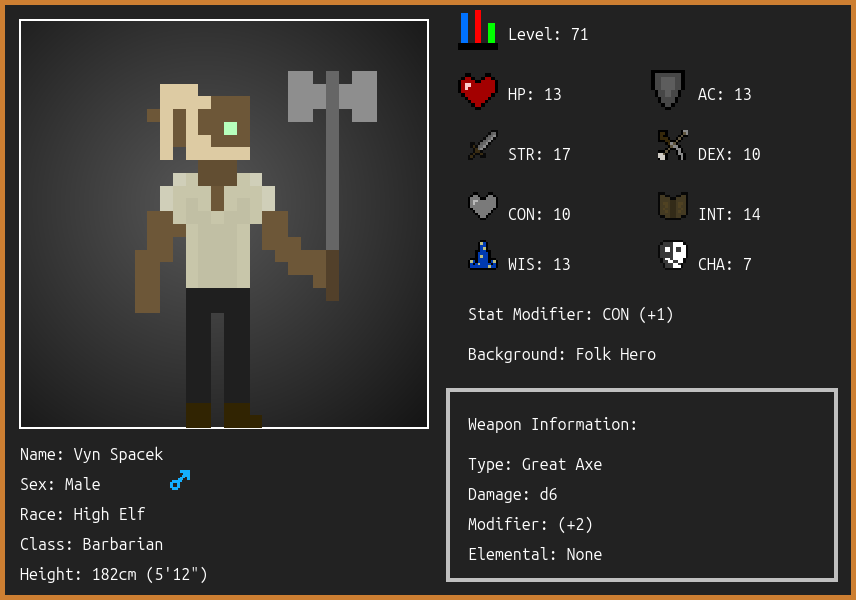 Level: 71
HP: 13
AC: 13
STR: 17
DEX: 10
CON: 10
INT: 14
WIS: 13
CHA: 7
Stat Modifier: CON (+1)
Background: Folk Hero
Weapon Information:
Type: Great Axe
Damage: d6
Modifier: (+2)
Elemental: None
Name: Vyn Spacek
Sex: Male
Race: High Elf
Class: Barbarian
Height: 182cm (5'12")